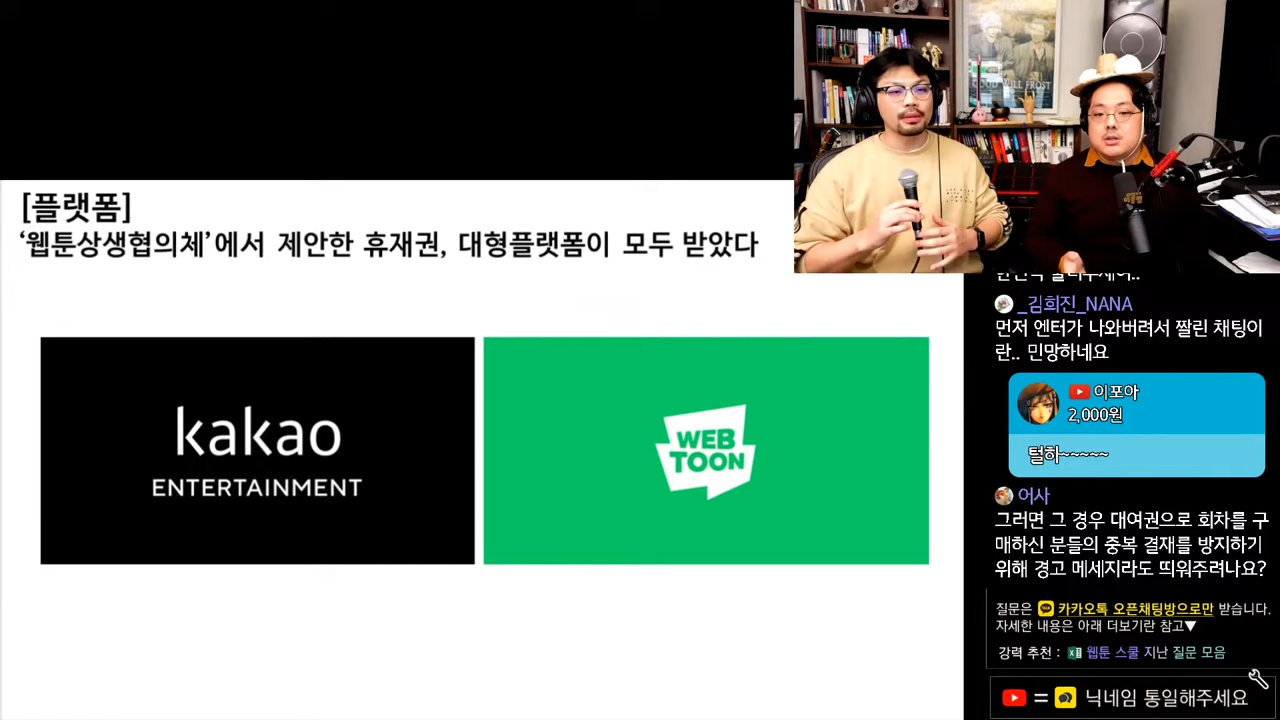 [플랫폼]
‘웹툰상생협의체’에서 제안한 휴재권, 대형플랫폼이 모두 받았다
kakao
ENTERTAINMENT
WEB
TOON
GOOD WILL FROST
_김희진_NANA
먼저 엔터가 나와버려서 짤린 채팅이
란.. 민망하네요
이포아
2,000원
털하~~~~~
어사
그러면 그 경우 대여권으로 회차를 구
매하신 분들의 중복 결재를 방지하기
위해 경고 메세지라도 띄워주려나요?
질문은 카카오톡 오픈채팅방으로만 받습니다.
자세한 내용은 아래 더보기란 참고▼
강력 추천 : 웹툰 스쿨 지난 질문 모음
= 닉네임 통일해주세요